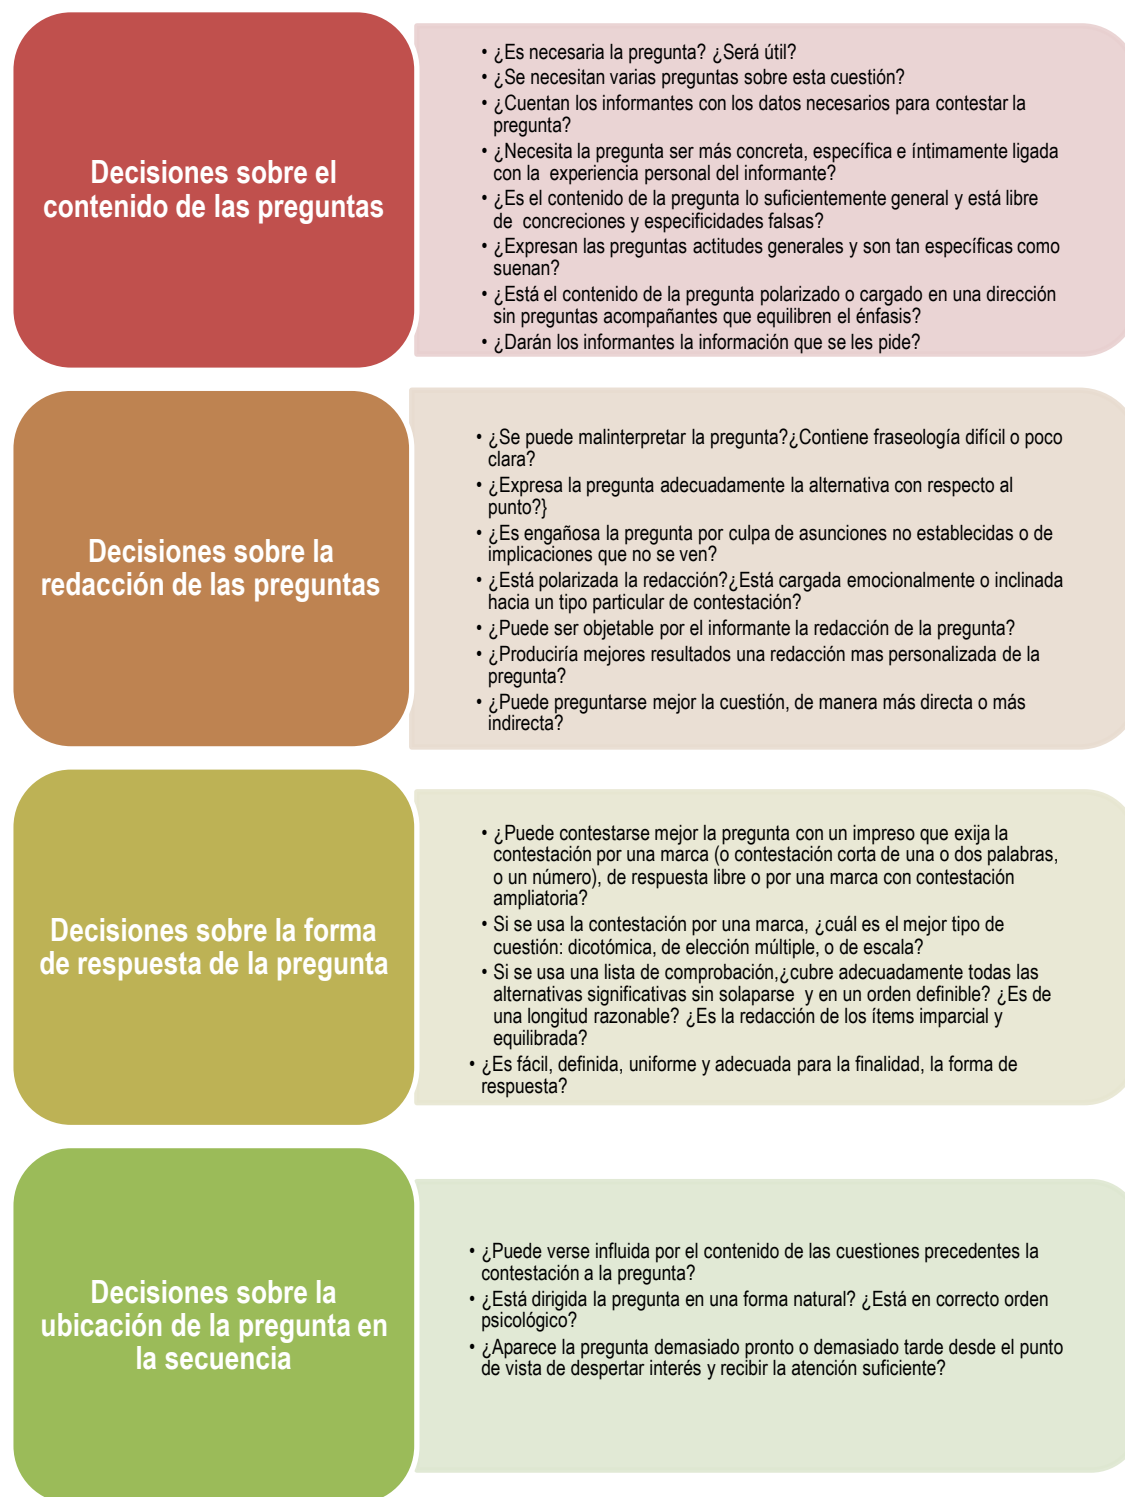 Decisiones sobre el
contenido de las preguntas
• ¿Es necesaria la pregunta? ¿Será útil?
• ¿Se necesitan varias preguntas sobre esta cuestión?
• ¿Cuentan los informantes con los datos necesarios para contestar la
pregunta?
• ¿Necesita la pregunta ser más concreta, específica e íntimamente ligada
con la experiencia personal del informante?
• ¿Es el contenido de la pregunta lo suficientemente general y está libre
de concreciones y especificidades falsas?
• ¿Expresan las preguntas actitudes generales y son tan específicas como
suenan?
• ¿Está el contenido de la pregunta polarizado o cargado en una dirección
sin preguntas acompañantes que equilibren el énfasis?
• ¿Darán los informantes la información que se les pide?
Decisiones sobre la
redacción de las preguntas
• ¿Se puede malinterpretar la pregunta?¿Contiene fraseología difícil o poco
clara?
• ¿Expresa la pregunta adecuadamente la alternativa con respecto al
punto?}
• ¿Es engañosa la pregunta por culpa de asunciones no establecidas o de
implicaciones que no se ven?
• ¿Está polarizada la redacción?¿Está cargada emocionalmente o inclinada
hacia un tipo particular de contestación?
• ¿Puede ser objetable por el informante la redacción de la pregunta?
• ¿Produciría mejores resultados una redacción mas personalizada de la
pregunta?
• ¿Puede preguntarse mejor la cuestión, de manera más directa o más
indirecta?
Decisiones sobre la forma
de respuesta de la pregunta
• ¿Puede contestarse mejor la pregunta con un impreso que exija la
contestación por una marca (o contestación corta de una o dos palabras,
o un número), de respuesta libre o por una marca con contestación
ampliatoria?
• Si se usa la contestación por una marca, ¿cuál es el mejor tipo de
cuestión: dicotómica, de elección múltiple, o de escala?
• Si se usa una lista de comprobación,¿cubre adecuadamente todas las
alternativas significativas sin solaparse y en un orden definible? ¿Es de
una longitud razonable? ¿Es la redacción de los ítems imparcial y
equilibrada?
• ¿Es fácil, definida, uniforme y adecuada para la finalidad, la forma de
respuesta?
Decisiones sobre la
ubicación de la pregunta en
la secuencia
• ¿Puede verse influida por el contenido de las cuestiones precedentes la
contestación a la pregunta?
• ¿Está dirigida la pregunta en una forma natural? ¿Está en correcto orden
psicológico?
• ¿Aparece la pregunta demasiado pronto o demasiado tarde desde el punto
de vista de despertar interés y recibir la atención suficiente?